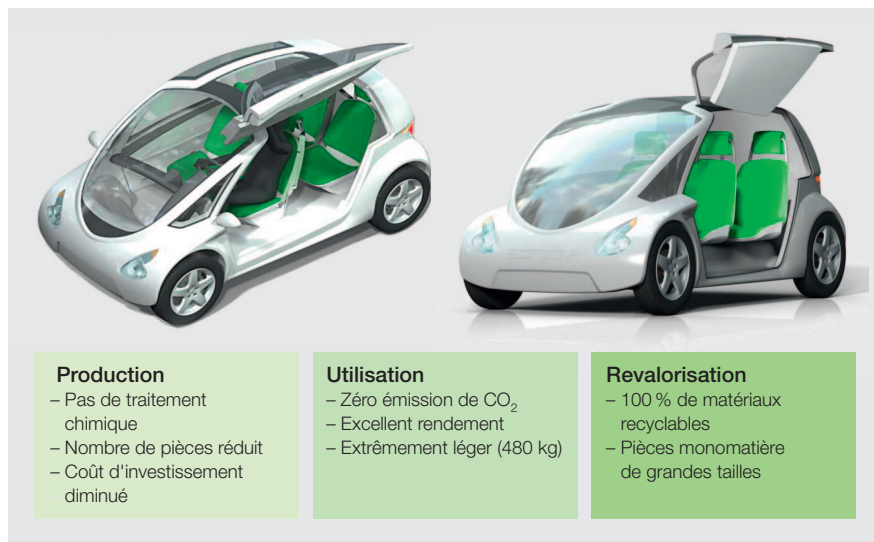 Production
– Pas de traitement
chimique
– Nombre de pièces réduit
– Coût d'investissement
diminué
Utilisation
– Zéro émission de CO₂
– Excellent rendement
– Extrêmement léger (480 kg)
Revalorisation
– 100 % de matériaux
recyclables
– Pièces monomatière
de grandes tailles